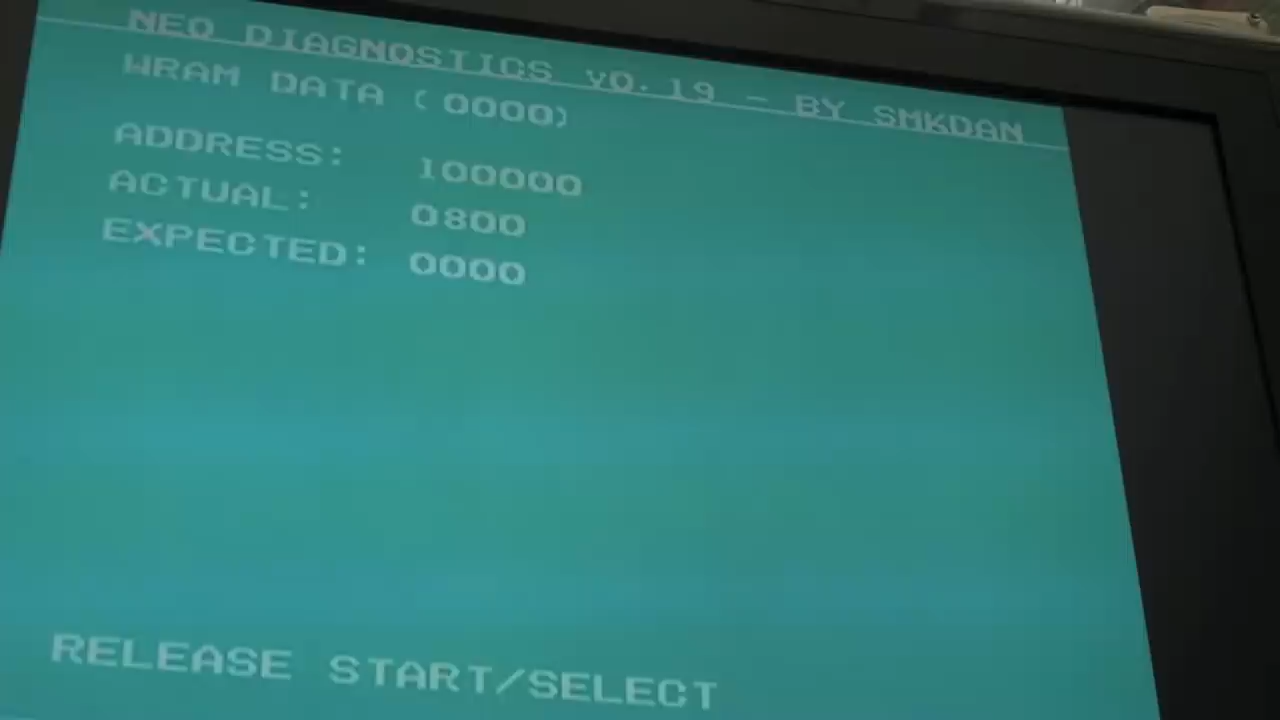 NEO DIAGNOSTICS v0.19 - BY SMKDAN
WRAM DATA (0000)
ADDRESS: 100000
ACTUAL: 0800
EXPECTED: 0000
RELEASE START/SELECT